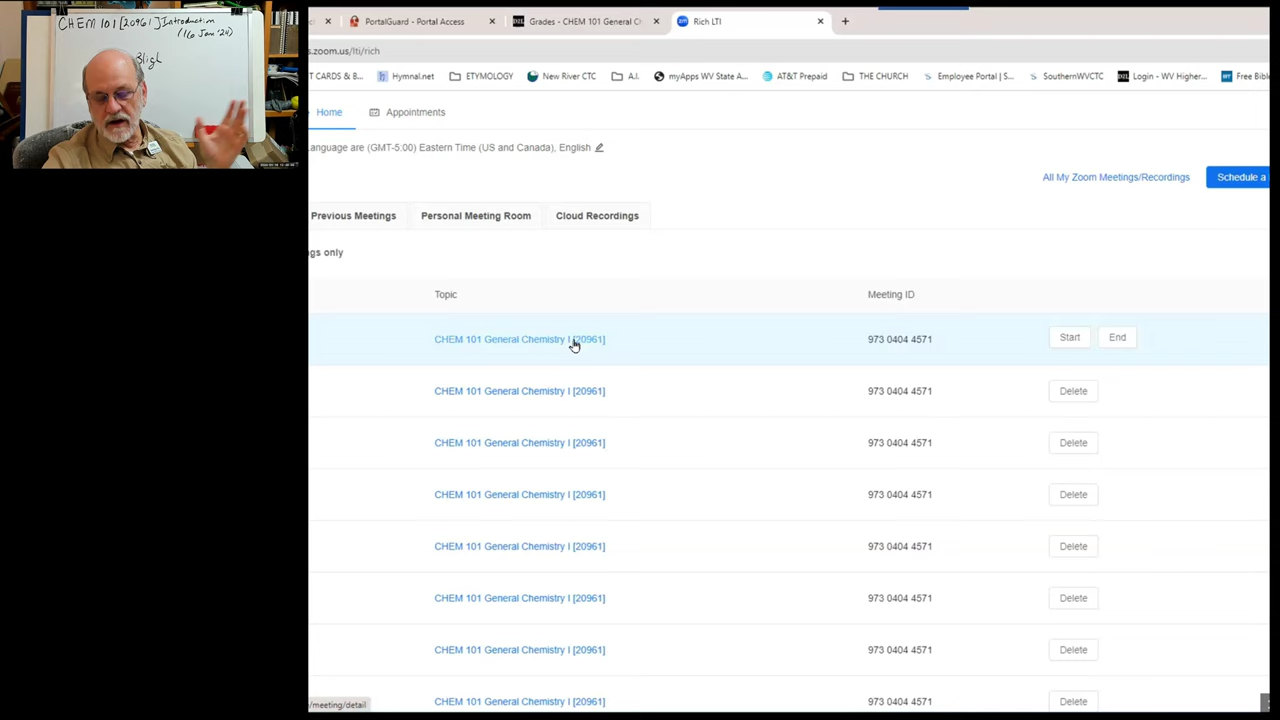 CHEM 101 [20961] Introduction
(16 Jan '24)
PortalGuard - Portal Access
Grades - CHEM 101 General C
Rich LTI
s.zoom.us/lti/rich
CARDS & B...
Hymnal.net
ETYMOLOGY
New River CTC
A.I.
myApps WV State A...
AT&T Prepaid
THE CHURCH
Employee Portal | S...
SouthernWVCTC
Login - WV Higher...
Free Bible
Home
Appointments
Language are (GMT-5:00) Eastern Time (US and Canada), English
All My Zoom Meetings/Recordings
Schedule a
Previous Meetings
Personal Meeting Room
Cloud Recordings
ngs only
Topic
Meeting ID
CHEM 101 General Chemistry I [20961] 973 0404 4571 Start End
CHEM 101 General Chemistry I [20961] 973 0404 4571 Delete
CHEM 101 General Chemistry I [20961] 973 0404 4571 Delete
CHEM 101 General Chemistry I [20961] 973 0404 4571 Delete
CHEM 101 General Chemistry I [20961] 973 0404 4571 Delete
CHEM 101 General Chemistry I [20961] 973 0404 4571 Delete
CHEM 101 General Chemistry I [20961] 973 0404 4571 Delete
CHEM 101 General Chemistry I [20961] 973 0404 4571 Delete
/meeting/detail